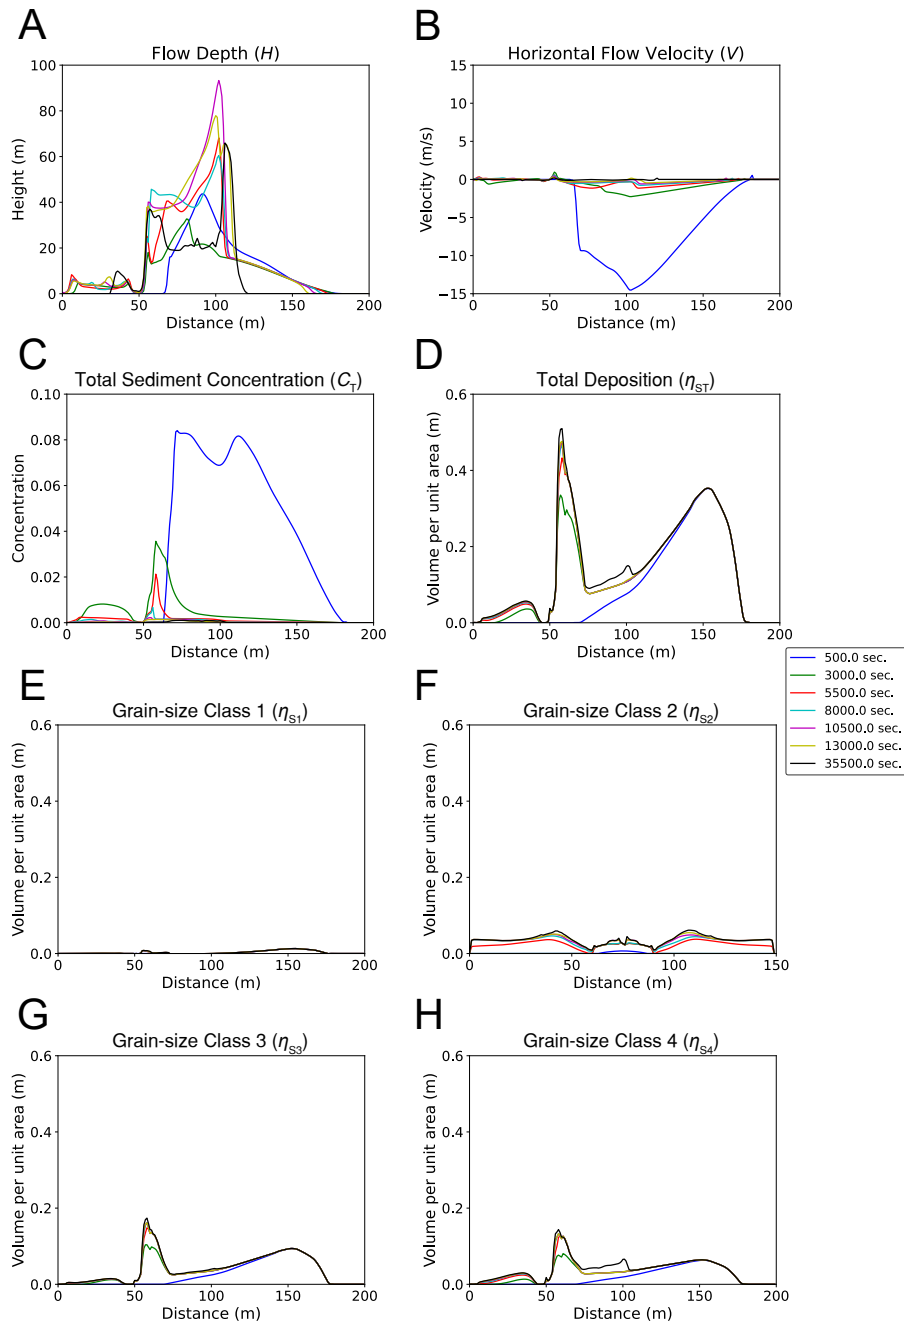 A
Flow Depth (H)
Height (m)
100
80
60
40
20
0
0 50 100 150 200
Distance (m)
B
Horizontal Flow Velocity (V)
Velocity (m/s)
15
10
5
0
−5
−10
−15
0 50 100 150 200
Distance (m)
C
Total Sediment Concentration (C_T)
Concentration
0.10
0.08
0.06
0.04
0.02
0.00
0 50 100 150 200
Distance (m)
D
Total Deposition (η_ST)
Volume per unit area (m)
0.6
0.4
0.2
0.0
0 50 100 150 200
Distance (m)
500.0 sec.
3000.0 sec.
5500.0 sec.
8000.0 sec.
10500.0 sec.
13000.0 sec.
35500.0 sec.
E
Grain-size Class 1 (η_S1)
Volume per unit area (m)
0.6
0.4
0.2
0.0
0 50 100 150 200
Distance (m)
F
Grain-size Class 2 (η_S2)
Volume per unit area (m)
0.6
0.4
0.2
0.0
0 50 100 150
Distance (m)
G
Grain-size Class 3 (η_S3)
Volume per unit area (m)
0.6
0.4
0.2
0.0
0 50 100 150 200
Distance (m)
H
Grain-size Class 4 (η_S4)
Volume per unit area (m)
0.6
0.4
0.2
0.0
0 50 100 150 200
Distance (m)